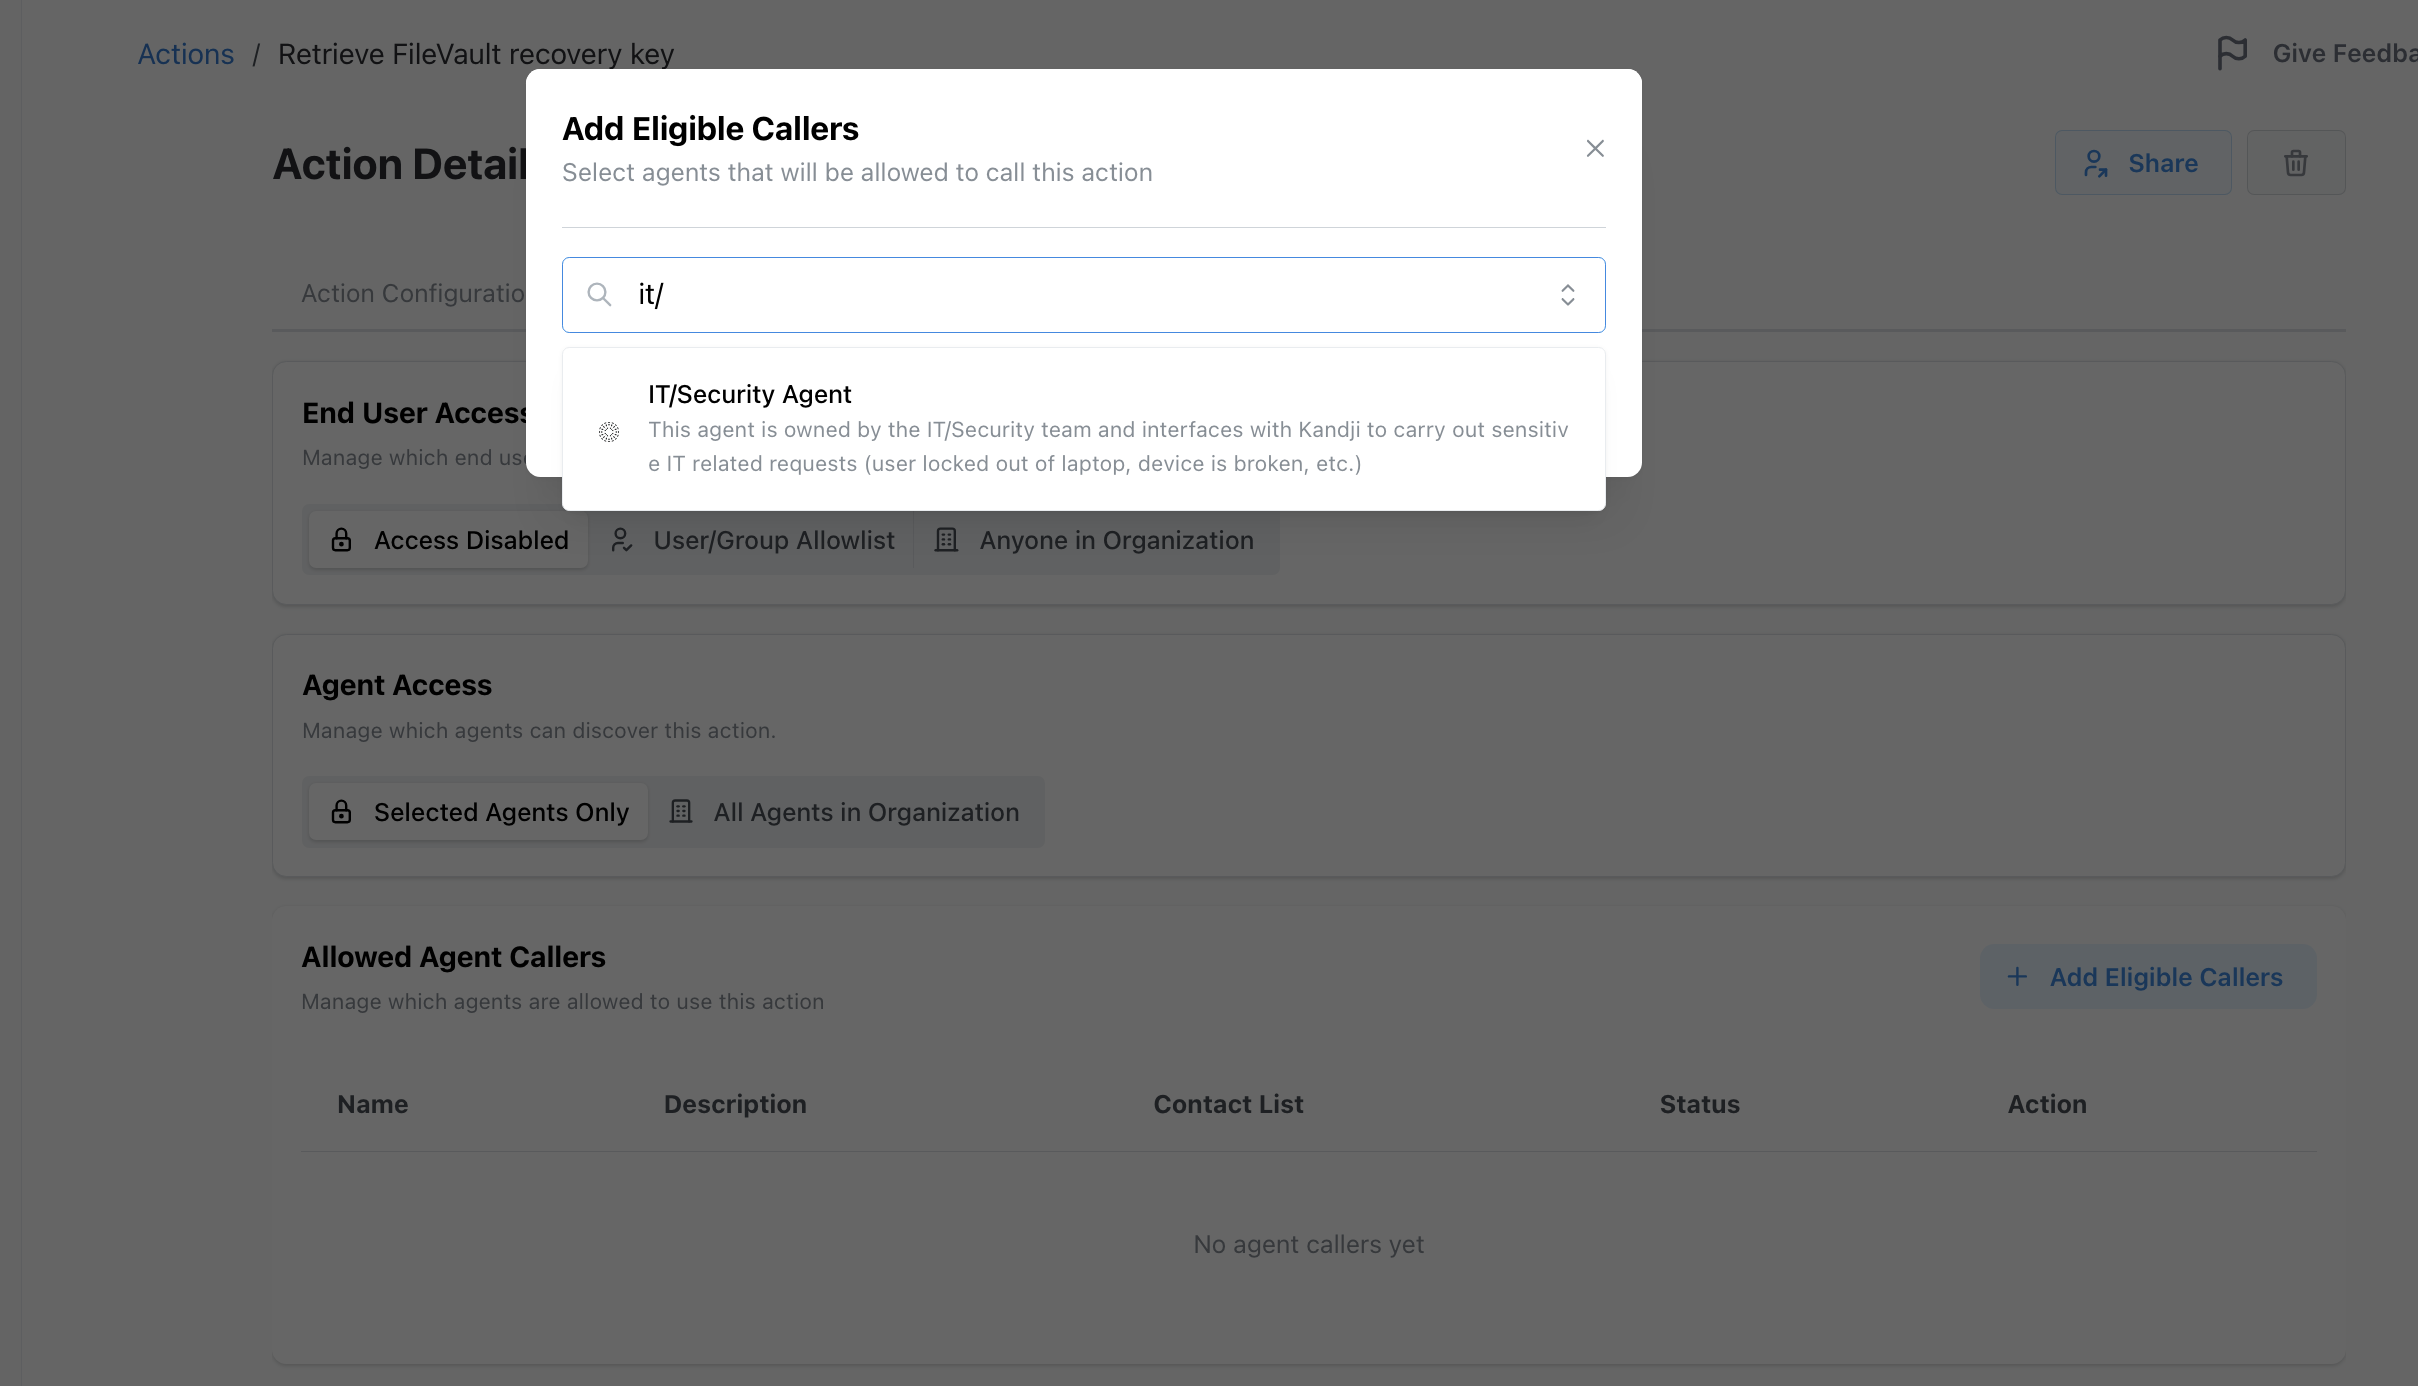 Actions / Retrieve FileVault recovery key
Give Feedba
Add Eligible Callers
Select agents that will be allowed to call this action
Action Detail
Share
it/
Action Configuratio
IT/Security Agent
This agent is owned by the IT/Security team and interfaces with Kandji to carry out sensitiv
e IT related requests (user locked out of laptop, device is broken, etc.)
End User Access
Manage which end use
Access Disabled
User/Group Allowlist
Anyone in Organization
Agent Access
Manage which agents can discover this action.
Selected Agents Only
All Agents in Organization
Allowed Agent Callers
Manage which agents are allowed to use this action
+ Add Eligible Callers
Name Description Contact List Status Action
No agent callers yet